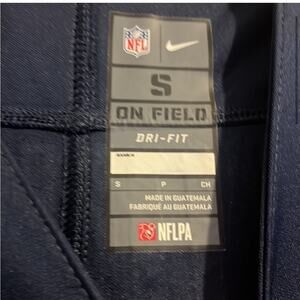 NFL
S
ON FIELD
DRI-FIT
S P CH
MADE IN GUATEMALA
FABRIQUÉ AU GUATEMALA
NFLPA